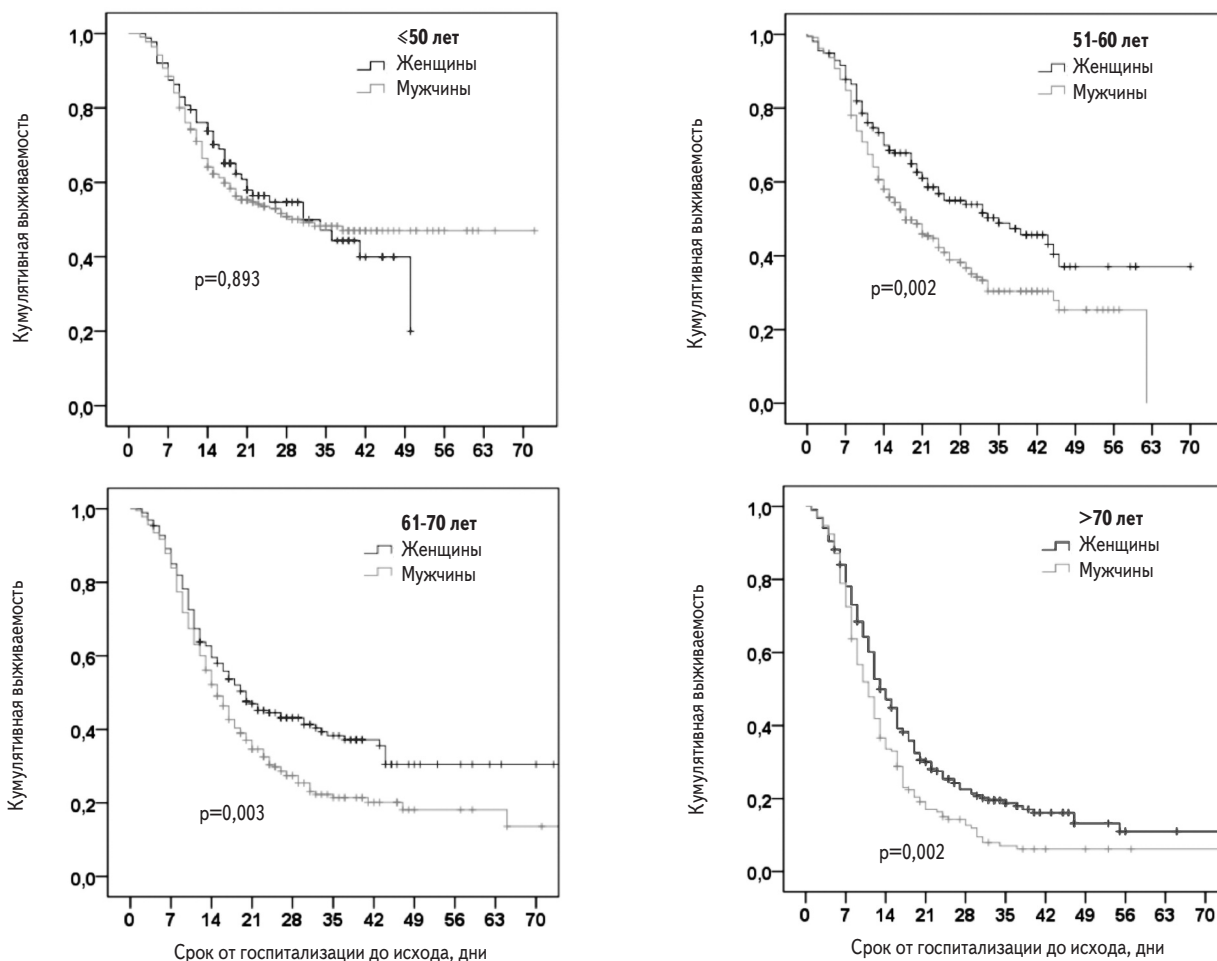 ≤50 лет
Женщины
Мужчины
Кумулятивная выживаемость
1,0
0,8
0,6
0,4
0,2
0,0
p=0,893
0 7 14 21 28 35 42 49 56 63 70
51-60 лет
Женщины
Мужчины
Кумулятивная выживаемость
1,0
0,8
0,6
0,4
0,2
0,0
p=0,002
0 7 14 21 28 35 42 49 56 63 70
61-70 лет
Женщины
Мужчины
Кумулятивная выживаемость
1,0
0,8
0,6
0,4
0,2
0,0
p=0,003
0 7 14 21 28 35 42 49 56 63 70
Срок от госпитализации до исхода, дни
>70 лет
Женщины
Мужчины
Кумулятивная выживаемость
1,0
0,8
0,6
0,4
0,2
0,0
p=0,002
0 7 14 21 28 35 42 49 56 63 70
Срок от госпитализации до исхода, дни